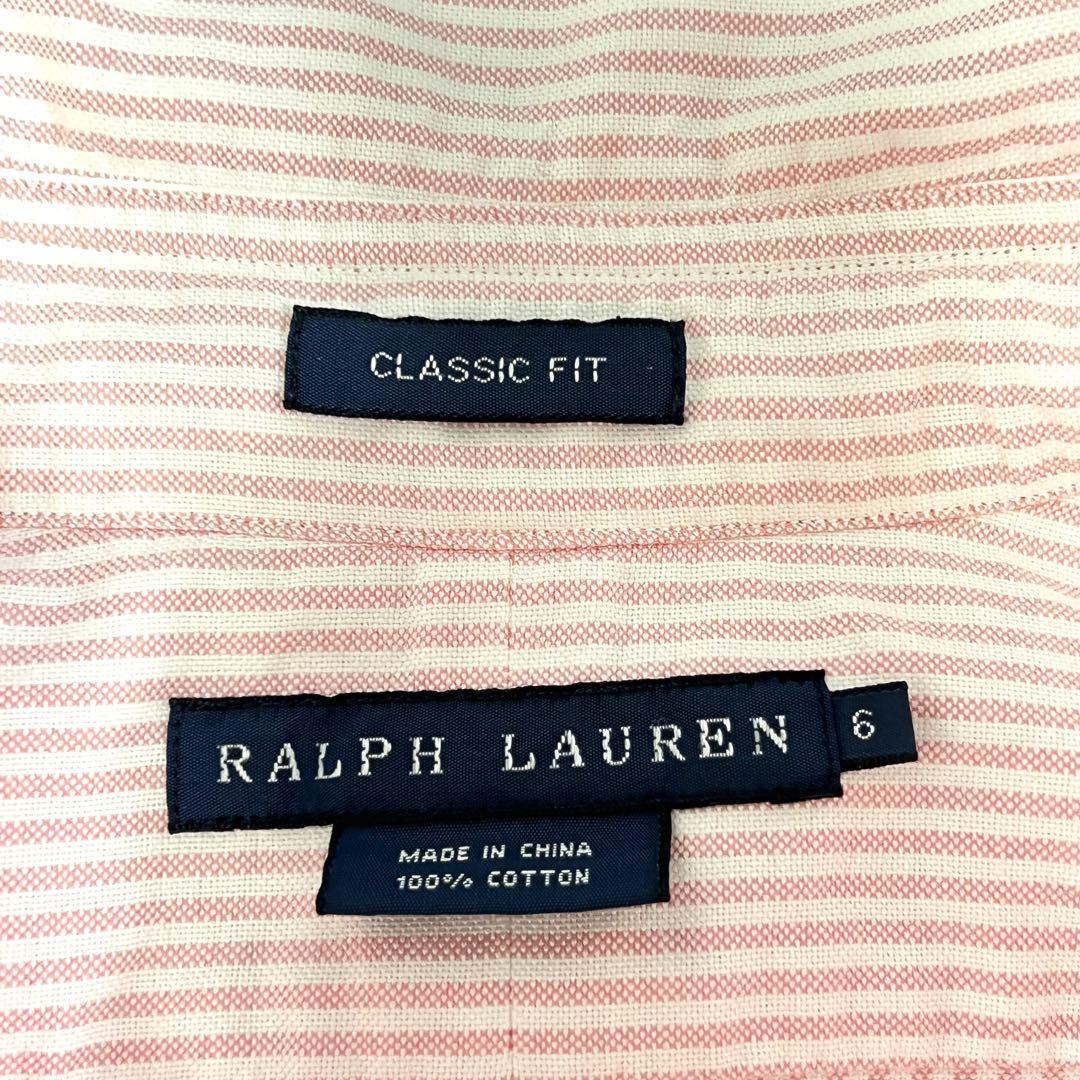 CLASSIC FIT
RALPH LAUREN 6
MADE IN CHINA
100% COTTON